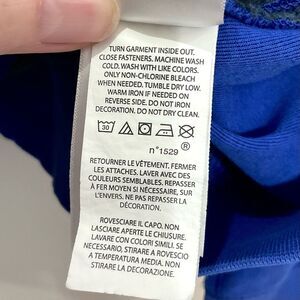 TURN GARMENT INSIDE OUT.
CLOSE FASTENERS. MACHINE WASH
COLD. WASH WITH LIKE COLORS.
ONLY NON-CHLORINE BLEACH
WHEN NEEDED. TUMBLE DRY LOW.
WARM IRON IF NEEDED ON
REVERSE SIDE. DO NOT IRON
DECORATION. DO NOT DRY CLEAN.
30
n°1529 ®
RETOURNER LE VÊTEMENT. FERMER
LES ATTACHES. LAVER AVEC DES
COULEURS SEMBLABLES. REPASSER
À FER MOYEN SI NÉCESSAIRE, SUR
L'ENVERS. NE PAS REPASSER LA
DÉCORATION.
ROVESCIARE IL CAPO. NON
LASCIARE APERTE LE CHIUSURE.
LAVARE CON COLORI SIMILI. SE
NECESSARIO, STIRARE A ROVESCIO
A TEMPERATURA MEDIA. NON
STIRARE LA DECORAZIONE.